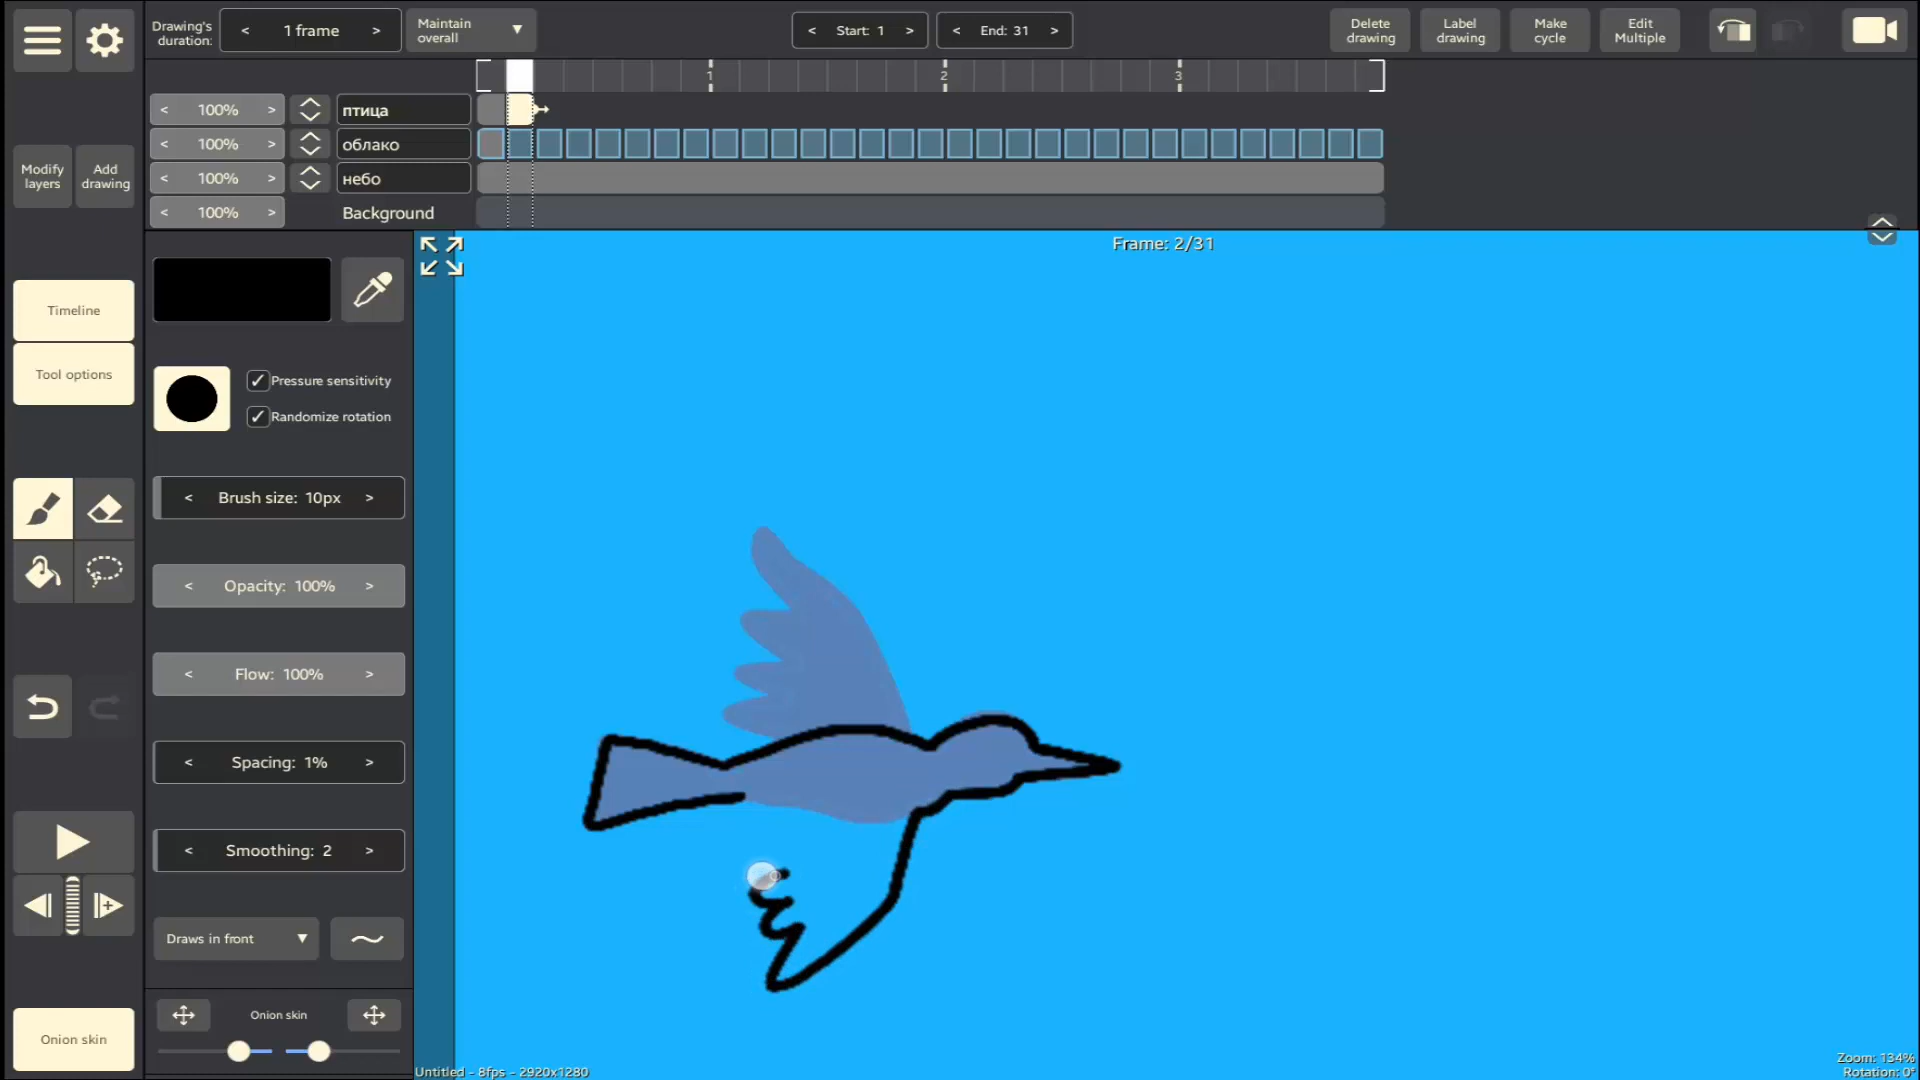 Drawing's
duration:
< 1 frame >
Maintain
overall
< Start: 1 >
< End: 31 >
Delete
drawing
Label
drawing
Make
cycle
Edit
Multiple
1
2
3
< 100% >
птица
< 100% >
облако
< 100% >
небо
< 100% >
Background
Modify
layers
Add
drawing
Frame: 2/31
Timeline
Tool options
Pressure sensitivity
Randomize rotation
< Brush size: 10px >
< Opacity: 100% >
< Flow: 100% >
< Spacing: 1% >
< Smoothing: 2 >
Draws in front
Onion skin
Onion skin
Untitled - 8fps - 2920x1280
Zoom: 134%
Rotation: 0°